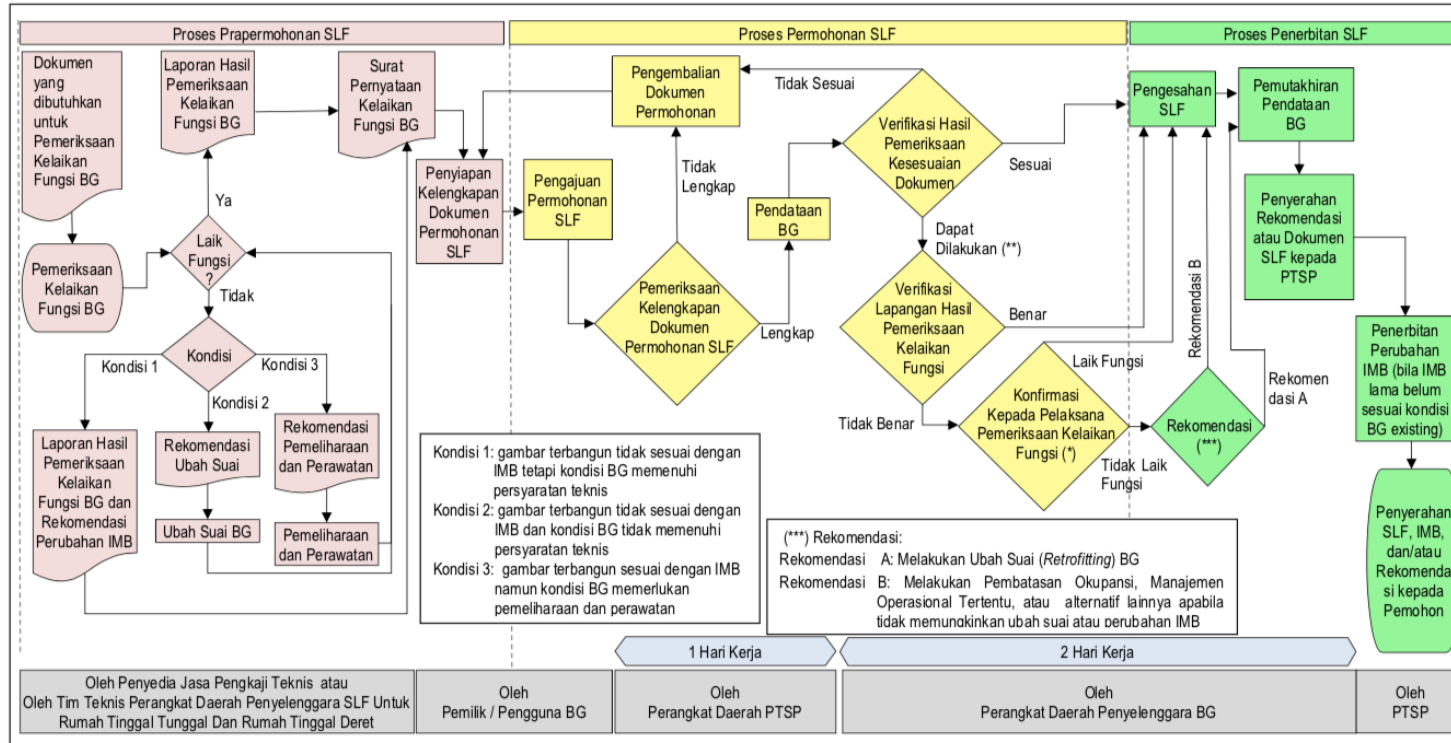 Proses Prapermohonan SLF
Proses Permohonan SLF
Proses Penerbitan SLF
Dokumen
yang
dibutuhkan
untuk
Pemeriksaan
Kelaikan
Fungsi BG
Laporan Hasil
Pemeriksaan
Kelaikan
Fungsi BG
Surat
Pernyataan
Kelaikan
Fungsi BG
Ya
Pemeriksaan
Kelaikan
Fungsi BG
Laik
Fungsi
?
Tidak
Kondisi
Kondisi 1
Kondisi 2
Kondisi 3
Laporan Hasil
Pemeriksaan
Kelaikan
Fungsi BG dan
Rekomendasi
Perubahan IMB
Rekomendasi
Ubah Suai
Ubah Suai BG
Rekomendasi
Pemeliharaan
dan Perawatan
Pemeliharaan
dan Perawatan
Penyiapan
Kelengkapan
Dokumen
Permohonan
SLF
Pengajuan
Permohonan
SLF
Pengembalian
Dokumen
Permohonan
Tidak Sesuai
Tidak
Lengkap
Pemeriksaan
Kelengkapan
Dokumen
Permohonan SLF
Lengkap
Pendataan
BG
Verifikasi Hasil
Pemeriksaan
Kesesuaian
Dokumen
Sesuai
Dapat
Dilakukan (**)
Verifikasi
Lapangan Hasil
Pemeriksaan
Kelaikan
Fungsi
Benar
Tidak Benar
Konfirmasi
Kepada Pelaksana
Pemeriksaan Kelaikan
Fungsi (*)
Laik Fungsi
Tidak Laik
Fungsi
Pengesahan
SLF
Rekomendasi B
Rekomendasi
(***)
Rekomen
dasi A
Pemutakhiran
Pendataan
BG
Penyerahan
Rekomendasi
atau Dokumen
SLF kepada
PTSP
Penerbitan
Perubahan
IMB (bila IMB
lama belum
sesuai kondisi
BG existing)
Penyerahan
SLF, IMB,
dan/atau
Rekomenda
si kepada
Pemohon
Kondisi 1: gambar terbangun tidak sesuai dengan
IMB tetapi kondisi BG memenuhi
persyaratan teknis
Kondisi 2: gambar terbangun tidak sesuai dengan
IMB dan kondisi BG tidak memenuhi
persyaratan teknis
Kondisi 3: gambar terbangun sesuai dengan IMB
namun kondisi BG memerlukan
pemeliharaan dan perawatan
(***) Rekomendasi:
Rekomendasi A: Melakukan Ubah Suai (Retrofitting) BG
Rekomendasi B: Melakukan Pembatasan Okupansi, Manajemen
Operasional Tertentu, atau alternatif lainnya apabila
tidak memungkinkan ubah suai atau perubahan IMB
1 Hari Kerja
2 Hari Kerja
Oleh Penyedia Jasa Pengkaji Teknis atau
Oleh Tim Teknis Perangkat Daerah Penyelenggara SLF Untuk
Rumah Tinggal Tunggal Dan Rumah Tinggal Deret
Oleh
Pemilik / Pengguna BG
Oleh
Perangkat Daerah PTSP
Oleh
Perangkat Daerah Penyelenggara BG
Oleh
PTSP